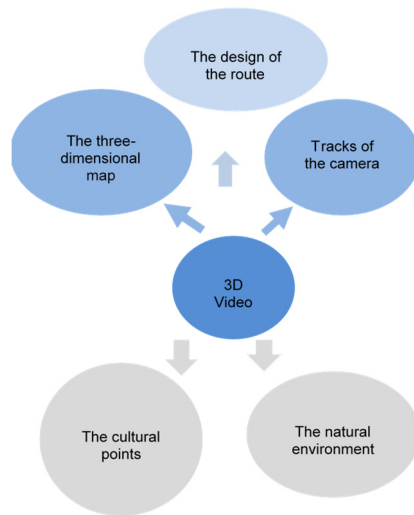 The design of
the route
The three-
dimensional
map
Tracks of
the camera
3D
Video
The cultural
points
The natural
environment